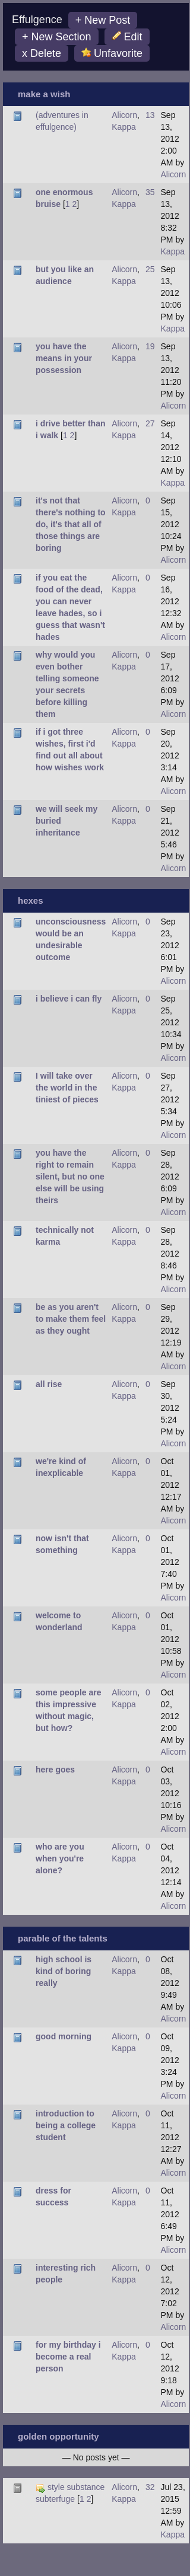 Effulgence + New Post
+ New Section Edit
x Delete Unfavorite
make a wish
(adventures in effulgence) Alicorn, Kappa 13 Sep 13, 2012 2:00 AM by Alicorn
one enormous bruise [1 2] Alicorn, Kappa 35 Sep 13, 2012 8:32 PM by Kappa
but you like an audience Alicorn, Kappa 25 Sep 13, 2012 10:06 PM by Kappa
you have the means in your possession Alicorn, Kappa 19 Sep 13, 2012 11:20 PM by Alicorn
i drive better than i walk [1 2] Alicorn, Kappa 27 Sep 14, 2012 12:10 AM by Kappa
it's not that there's nothing to do, it's that all of those things are boring Alicorn, Kappa 0 Sep 15, 2012 10:24 PM by Alicorn
if you eat the food of the dead, you can never leave hades, so i guess that wasn't hades Alicorn, Kappa 0 Sep 16, 2012 12:32 AM by Alicorn
why would you even bother telling someone your secrets before killing them Alicorn, Kappa 0 Sep 17, 2012 6:09 PM by Alicorn
if i got three wishes, first i'd find out all about how wishes work Alicorn, Kappa 0 Sep 20, 2012 3:14 AM by Alicorn
we will seek my buried inheritance Alicorn, Kappa 0 Sep 21, 2012 5:46 PM by Alicorn
hexes
unconsciousness would be an undesirable outcome Alicorn, Kappa 0 Sep 23, 2012 6:01 PM by Alicorn
i believe i can fly Alicorn, Kappa 0 Sep 25, 2012 10:34 PM by Alicorn
I will take over the world in the tiniest of pieces Alicorn, Kappa 0 Sep 27, 2012 5:34 PM by Alicorn
you have the right to remain silent, but no one else will be using theirs Alicorn, Kappa 0 Sep 28, 2012 6:09 PM by Alicorn
technically not karma Alicorn, Kappa 0 Sep 28, 2012 8:46 PM by Alicorn
be as you aren't to make them feel as they ought Alicorn, Kappa 0 Sep 29, 2012 12:19 AM by Alicorn
all rise Alicorn, Kappa 0 Sep 30, 2012 5:24 PM by Alicorn
we're kind of inexplicable Alicorn, Kappa 0 Oct 01, 2012 12:17 AM by Alicorn
now isn't that something Alicorn, Kappa 0 Oct 01, 2012 7:40 PM by Alicorn
welcome to wonderland Alicorn, Kappa 0 Oct 01, 2012 10:58 PM by Alicorn
some people are this impressive without magic, but how? Alicorn, Kappa 0 Oct 02, 2012 2:00 AM by Alicorn
here goes Alicorn, Kappa 0 Oct 03, 2012 10:16 PM by Alicorn
who are you when you're alone? Alicorn, Kappa 0 Oct 04, 2012 12:14 AM by Alicorn
parable of the talents
high school is kind of boring really Alicorn, Kappa 0 Oct 08, 2012 9:49 AM by Alicorn
good morning Alicorn, Kappa 0 Oct 09, 2012 3:24 PM by Alicorn
introduction to being a college student Alicorn, Kappa 0 Oct 11, 2012 12:27 AM by Alicorn
dress for success Alicorn, Kappa 0 Oct 11, 2012 6:49 PM by Alicorn
interesting rich people Alicorn, Kappa 0 Oct 12, 2012 7:02 PM by Alicorn
for my birthday i become a real person Alicorn, Kappa 0 Oct 12, 2012 9:18 PM by Alicorn
golden opportunity
— No posts yet —
style substance subterfuge [1 2] Alicorn, Kappa 32 Jul 23, 2015 12:59 AM by Kappa